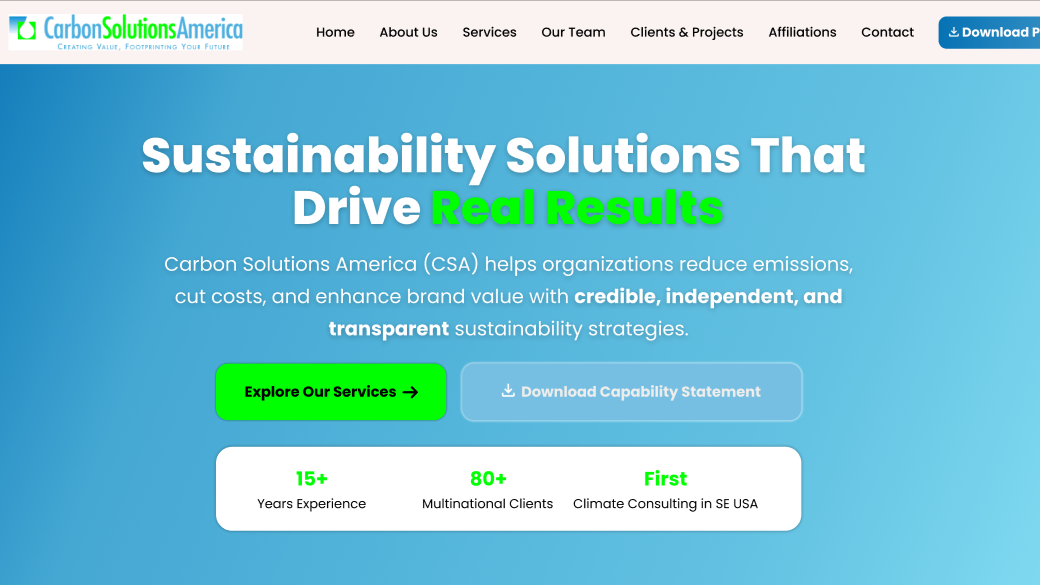 CarbonSolutionsAmerica
Creating Value, Footprinting Your Future
Home About Us Services Our Team Clients & Projects Affiliations Contact Download P
Sustainability Solutions That
Drive Real Results
Carbon Solutions America (CSA) helps organizations reduce emissions,
cut costs, and enhance brand value with credible, independent, and
transparent sustainability strategies.
Explore Our Services → Download Capability Statement
15+ 80+ First
Years Experience Multinational Clients Climate Consulting in SE USA